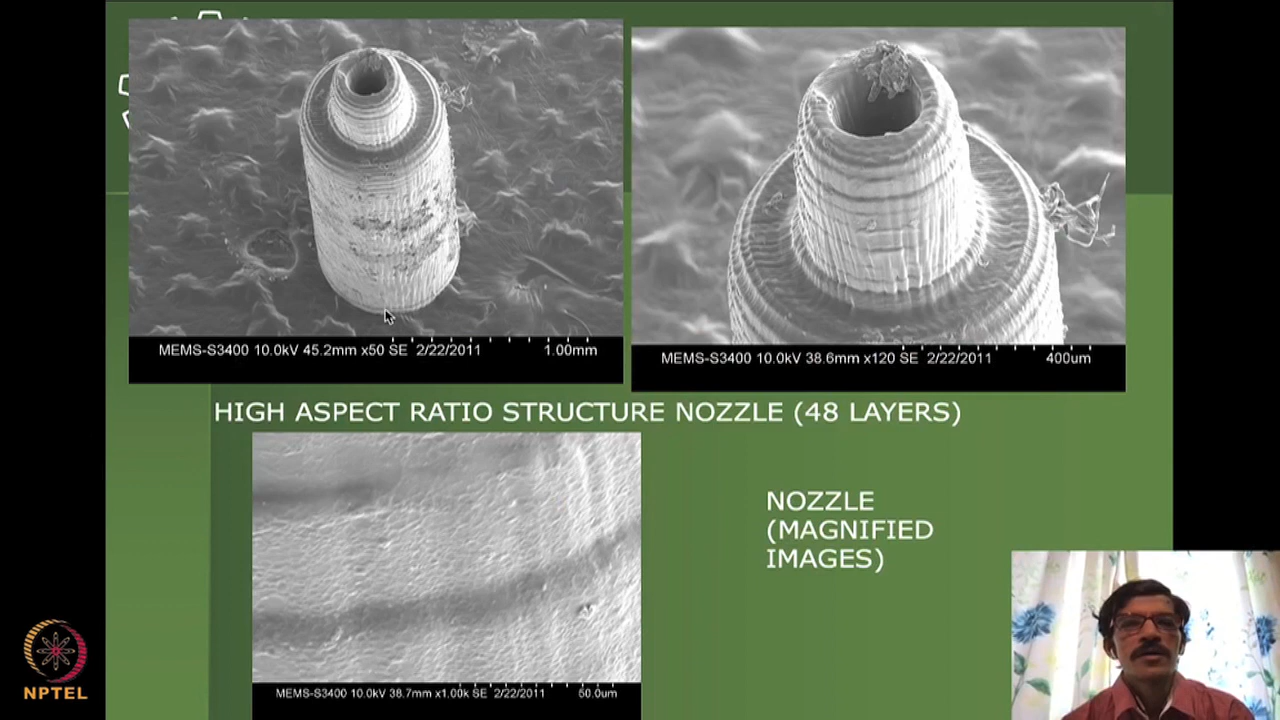 MEMS-S3400 10.0kV 45.2mm x50 SE 2/22/2011 1.00mm
MEMS-S3400 10.0kV 38.6mm x120 SE 2/22/2011 400um
HIGH ASPECT RATIO STRUCTURE NOZZLE (48 LAYERS)
NOZZLE
(MAGNIFIED
IMAGES)
MEMS-S3400 10.0kV 38.7mm x1.00k SE 2/22/2011 50.0um
NPTEL